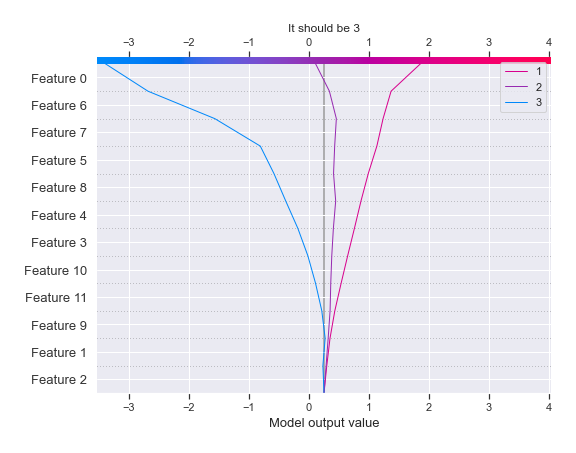 It should be 3
−3 −2 −1 0 1 2 3 4
1
2
3
Feature 0
Feature 6
Feature 7
Feature 5
Feature 8
Feature 4
Feature 3
Feature 10
Feature 11
Feature 9
Feature 1
Feature 2
−3 −2 −1 0 1 2 3 4
Model output value